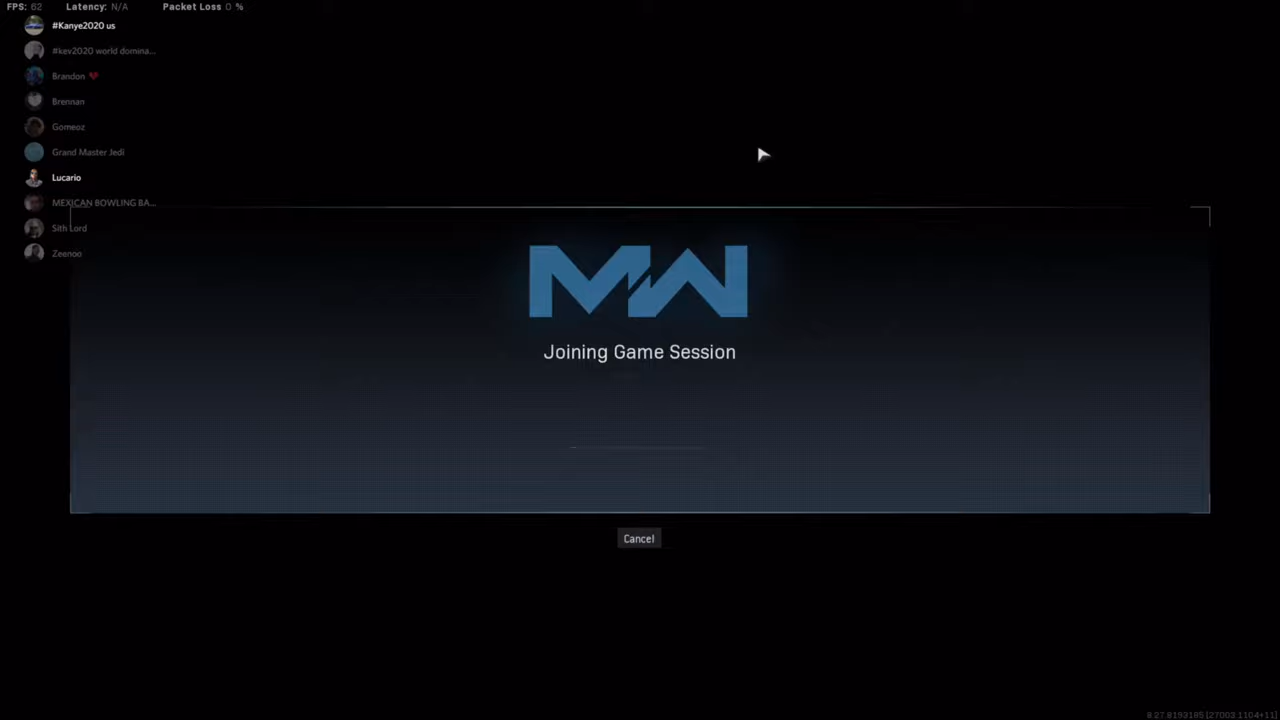 FPS: 62 Latency: N/A Packet Loss 0 %
#Kanye2020 us
#kev2020 world domina...
Brandon
Brennan
Gomeoz
Grand Master Jedi
Lucario
MEXICAN BOWLING BA...
Sith Lord
Zeenoo
MW
Joining Game Session
Cancel